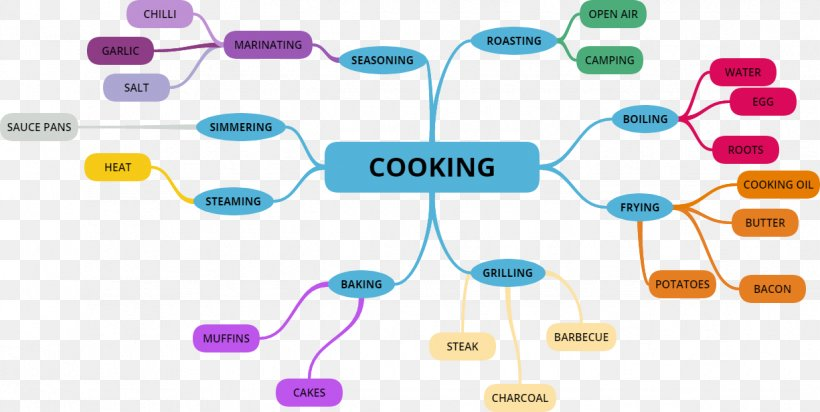 CHILLI
OPEN AIR
GARLIC
MARINATING
ROASTING
SEASONING
CAMPING
SALT
WATER
EGG
SAUCE PANS
SIMMERING
BOILING
ROOTS
HEAT
COOKING
COOKING OIL
STEAMING
FRYING
BUTTER
BAKING
GRILLING
POTATOES
BACON
MUFFINS
STEAK
BARBECUE
CAKES
CHARCOAL